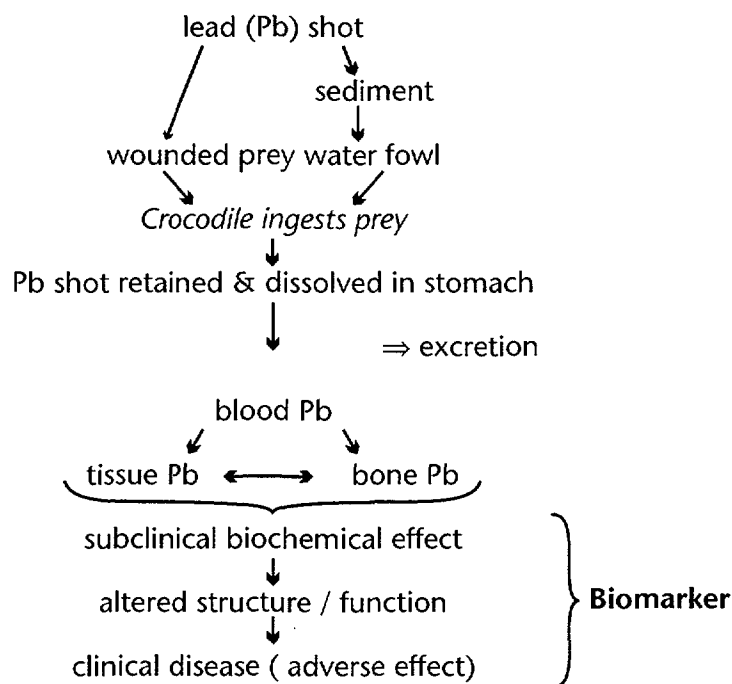 lead (Pb) shot
sediment
wounded prey water fowl
Crocodile ingests prey
Pb shot retained & dissolved in stomach
⇒ excretion
blood Pb
tissue Pb ↔ bone Pb
subclinical biochemical effect
altered structure / function
Biomarker
clinical disease ( adverse effect)